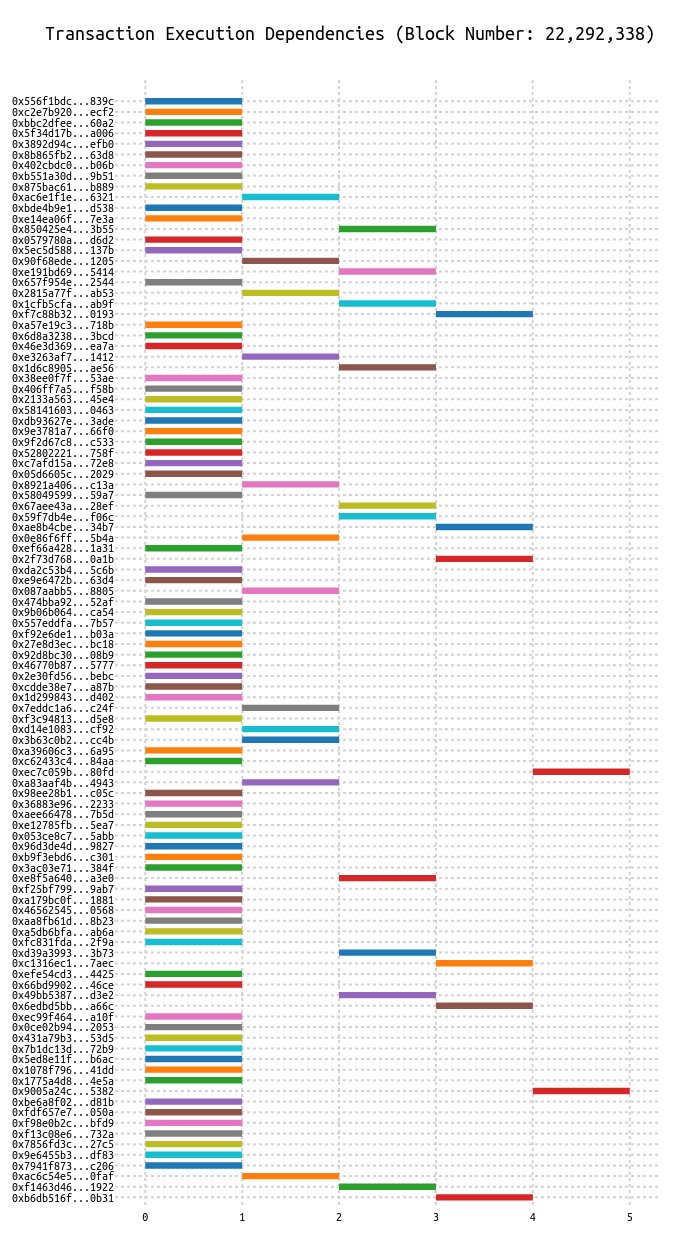 Transaction Execution Dependencies (Block Number: 22,292,338)
0x556f1bdc...839c
0xc2e7b920...ecf2
0xbbc2dfee...60a2
0x5f34d17b...a006
0x3892d94c...efb0
0x8b865fb2...63d8
0x402cbdc0...b06b
0xb551a30d...9b51
0x875bac61...b889
0xac6e1f1e...6321
0xbde4b9e1...d538
0xe14ea06f...7e3a
0x850425e4...3b55
0x0579780a...d6d2
0x5ec5d588...137b
0x90f68ede...1205
0xe191bd69...5414
0x657f954e...2544
0x2815a77f...ab53
0x1cfb5cfa...ab9f
0xf7c88b32...0193
0xa57e19c3...718b
0x6d8a3238...3bcd
0x46e3d369...ea7a
0xe3263af7...1412
0x1d6c8905...ae56
0x38ee0f7f...53ae
0x406ff7a5...f58b
0x2133a563...45e4
0x58141603...0463
0xdb93627e...3ade
0x9e3781a7...66f0
0x9f2d67c8...c533
0x52802221...758f
0xc7afd15a...72e8
0x05d6605c...2029
0x8921a406...c13a
0x58049599...59a7
0x67aee43a...28ef
0x59f7db4e...f06c
0xae8b4cbe...34b7
0x0e86f6ff...5b4a
0xef66a428...1a31
0x2f73d768...0a1b
0xda2c53b4...5c6b
0xe9e6472b...63d4
0x087aabb5...8805
0x474bba92...52af
0x9b06b064...ca54
0x557eddfa...7b57
0xf92e6de1...b03a
0x27e8d3ec...bc18
0x92d8bc30...08b9
0x46770b87...5777
0x2e30fd56...bebc
0xcdde38e7...a87b
0x1d299843...d402
0x7eddc1a6...c24f
0xf3c94813...d5e8
0xd14e1083...cf92
0x3b63c0b2...cc4b
0xa39606c3...6a95
0xc62433c4...84aa
0xec7c059b...80fd
0xa83aaf4b...4943
0x98ee28b1...c05c
0x36883e96...2233
0xaee66478...7b5d
0xe12785fb...5ea7
0x053ce8c7...5abb
0x96d3de4d...9827
0xb9f3ebd6...c301
0x3ac03e71...384f
0xe8f5a640...a3e0
0xf25bf799...9ab7
0xa179bc0f...1881
0x46562545...0568
0xaa8fb61d...8b23
0xa5db6bfa...ab6a
0xfc831fda...2f9a
0xd39a3993...3b73
0xc1316ec1...7aec
0xefe54cd3...4425
0x66bd9902...46ce
0x49bb5387...d3e2
0x6edbd5bb...a66c
0xec99f464...a10f
0x0ce02b94...2053
0x431a79b3...53d5
0x7b1dc13d...72b9
0x5ed8e11f...b6ac
0x1078f796...41dd
0x1775a4d8...4e5a
0x9005a24c...5382
0xbe6a8f02...d81b
0xfdf657e7...050a
0xf98e0b2c...bfd9
0xf13c08e6...732a
0x7856fd3c...27c5
0x9e6455b3...df83
0x7941f873...c206
0xac6c54e5...0faf
0xf1463d46...1922
0xb6db516f...0b31
0 1 2 3 4 5